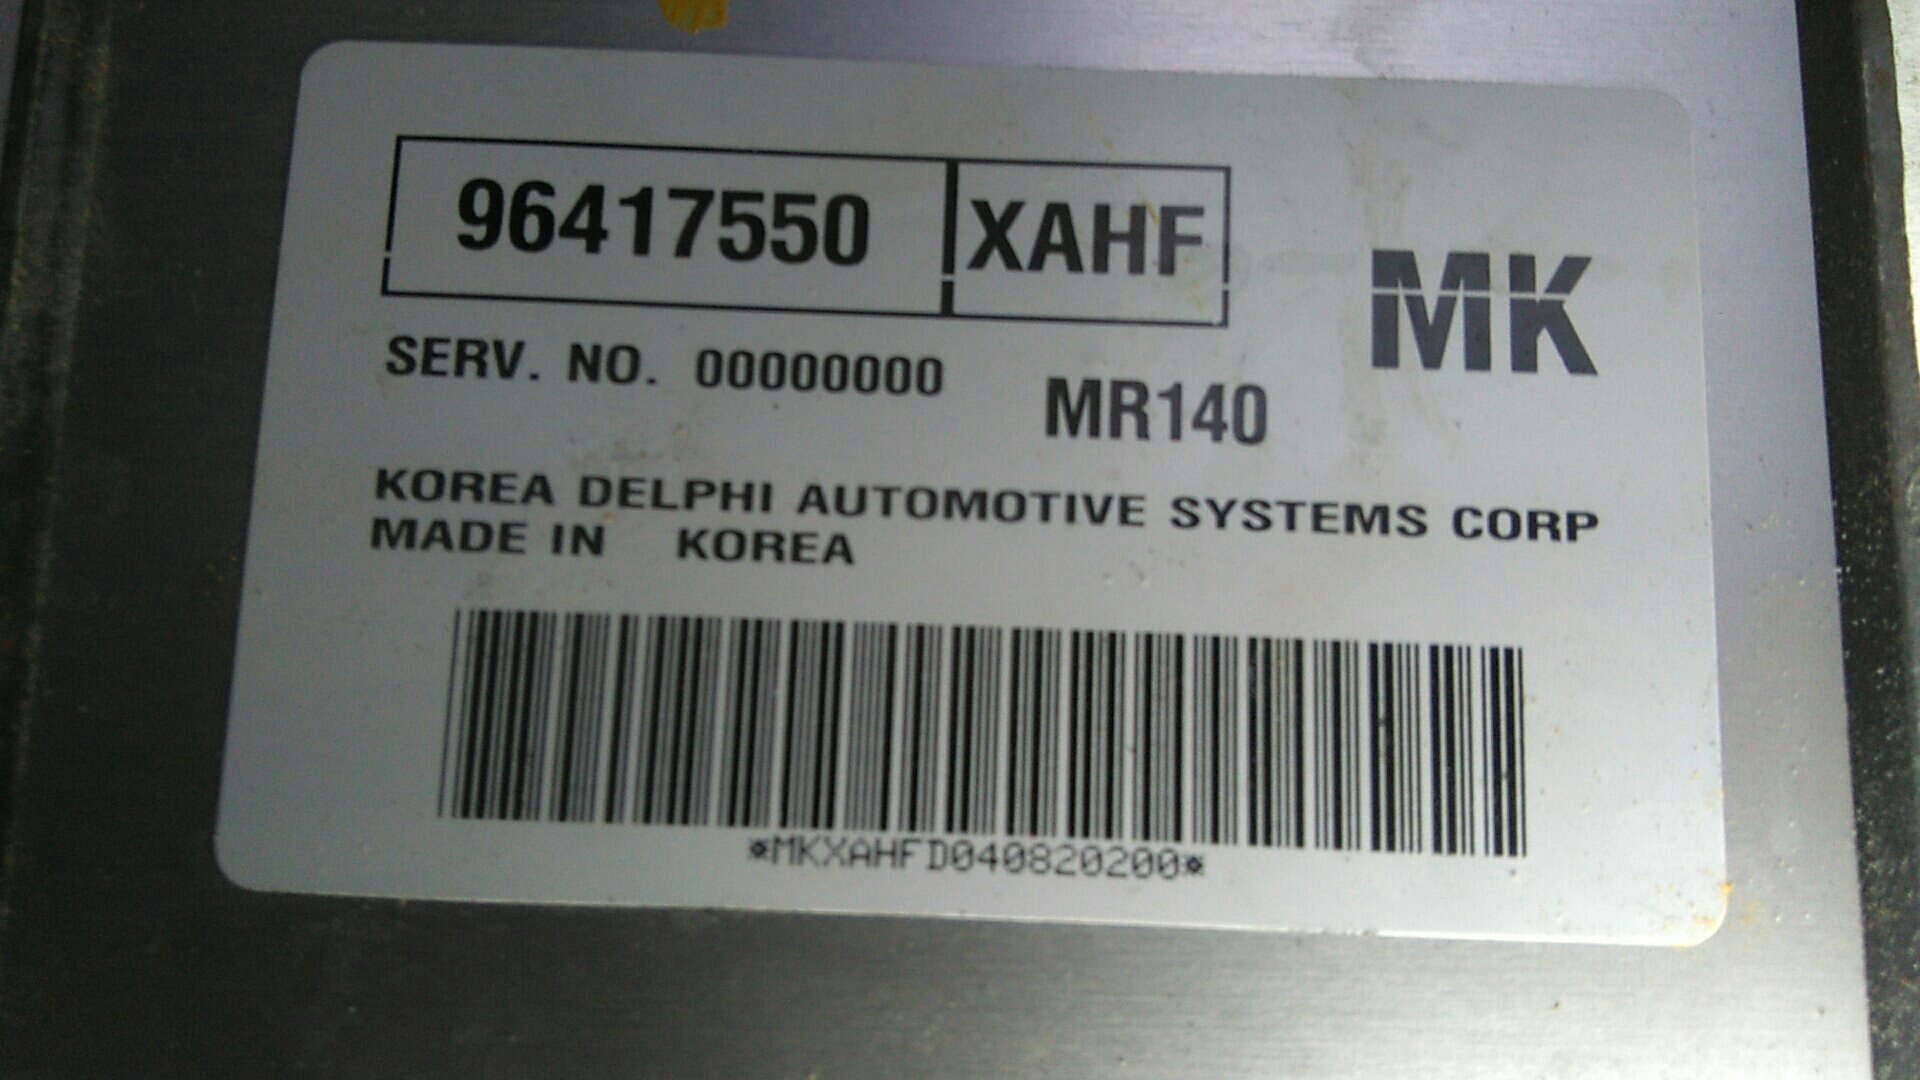 96417550 XAHF
MK
SERV. NO. 00000000 MR140
KOREA DELPHI AUTOMOTIVE SYSTEMS CORP
MADE IN KOREA
*MKXAHFD040820200*